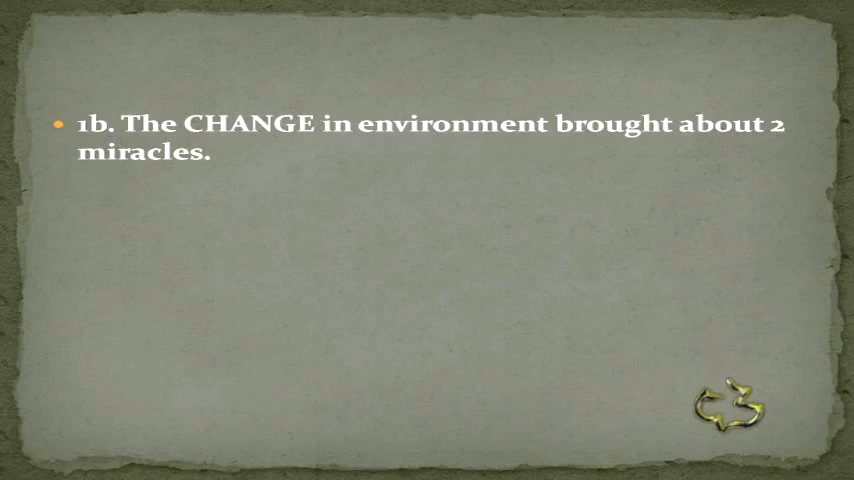 • 1b. The CHANGE in environment brought about 2
miracles.